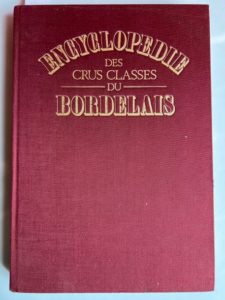 ENCYCLOPEDIE
DES
CRUS CLASSES
DU
BORDELAIS